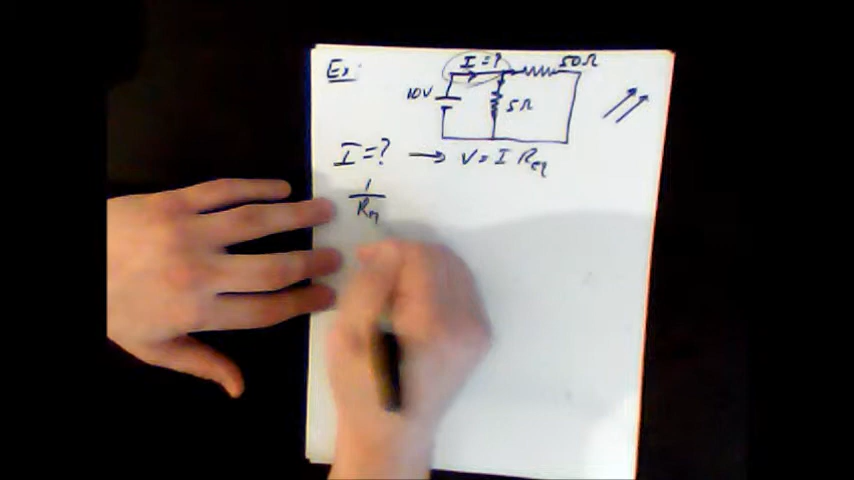 Ex:
I = ?
50Ω
10V
5Ω
I = ? → V = I Req
1
Req